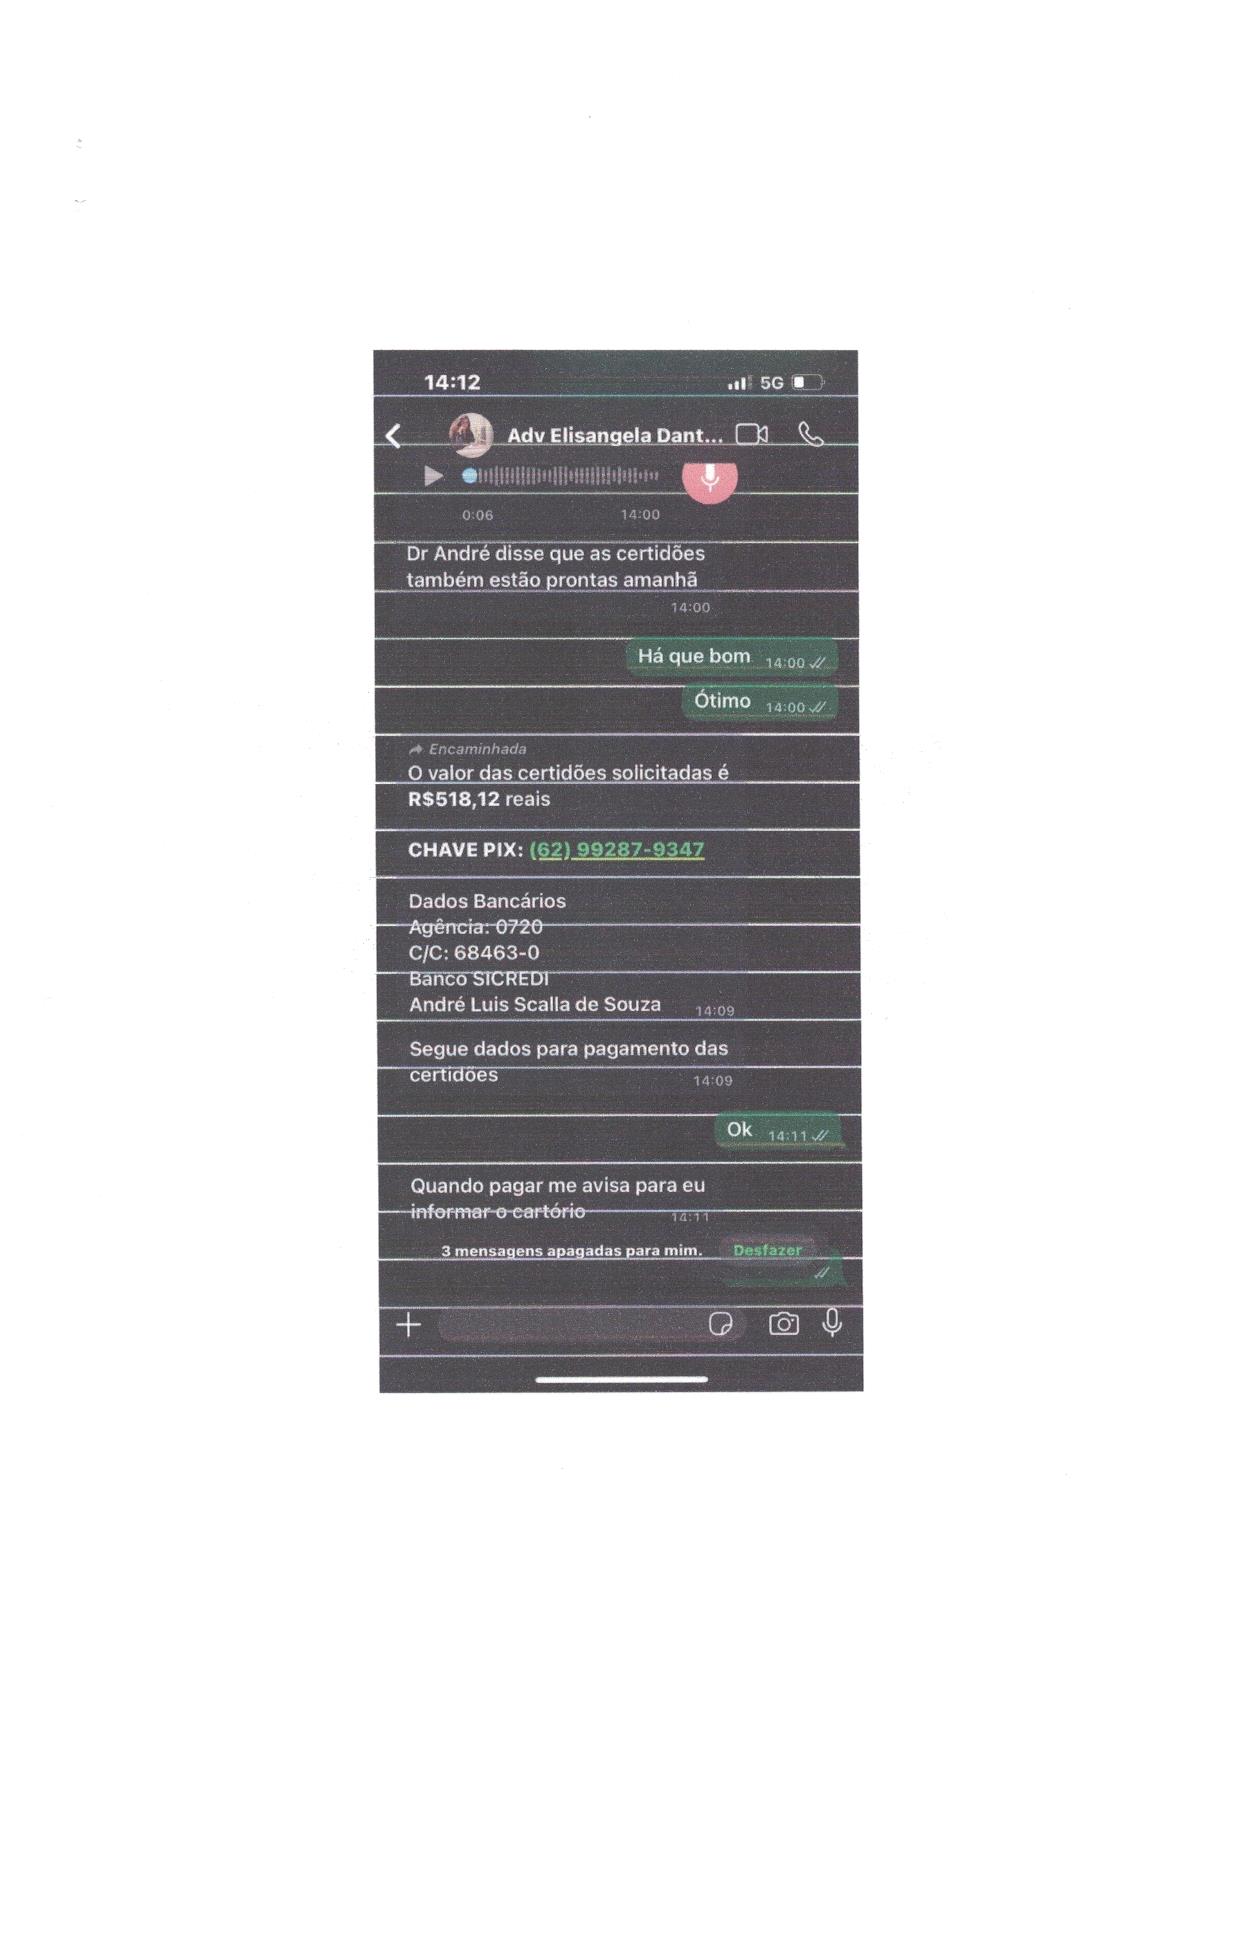 14:12
5G
Adv Elisangela Dant...
0:06 14:00
Dr André disse que as certidões
também estão prontas amanhã
14:00
Há que bom 14:00
Ótimo 14:00
Encaminhada
O valor das certidões solicitadas é
R$518,12 reais
CHAVE PIX: (62) 99287-9347
Dados Bancários
Agência: 0720
C/C: 68463-0
Banco SICREDI
André Luis Scalla de Souza 14:09
Segue dados para pagamento das
certidões 14:09
Ok 14:11
Quando pagar me avisa para eu
informar o cartório 14:11
3 mensagens apagadas para mim. Desfazer